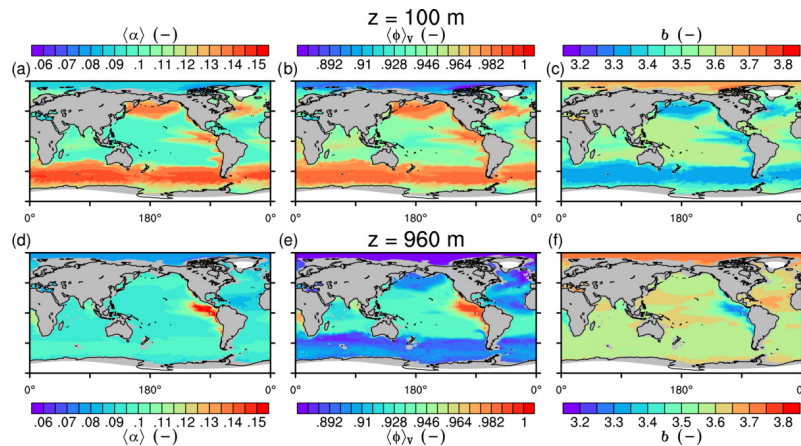 z = 100 m
⟨α⟩ (−) ⟨ϕ⟩v (−) b (−)
.06 .07 .08 .09 .1 .11 .12 .13 .14 .15 .892 .91 .928 .946 .964 .982 1 3.2 3.3 3.4 3.5 3.6 3.7 3.8
(a) (b) (c)
0° 180° 0° 0° 180° 0° 0° 180° 0°
z = 960 m
(d) (e) (f)
0° 180° 0° 0° 180° 0° 0° 180° 0°
.06 .07 .08 .09 .1 .11 .12 .13 .14 .15 .892 .91 .928 .946 .964 .982 1 3.2 3.3 3.4 3.5 3.6 3.7 3.8
⟨α⟩ (−) ⟨ϕ⟩v (−) b (−)